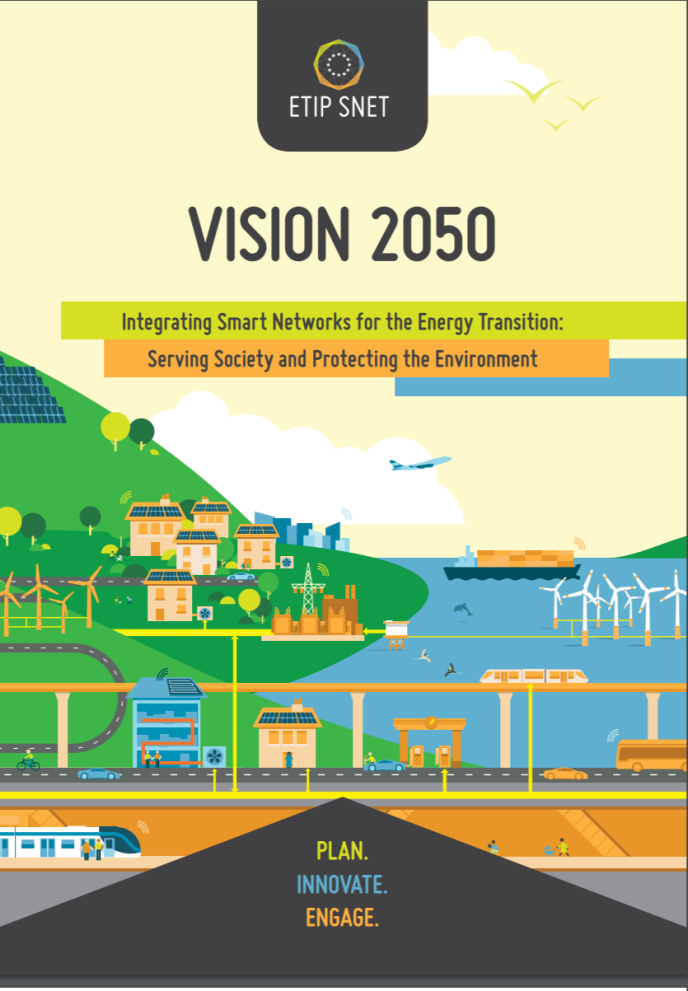 ETIP SNET
VISION 2050
Integrating Smart Networks for the Energy Transition:
Serving Society and Protecting the Environment
PLAN.
INNOVATE.
ENGAGE.